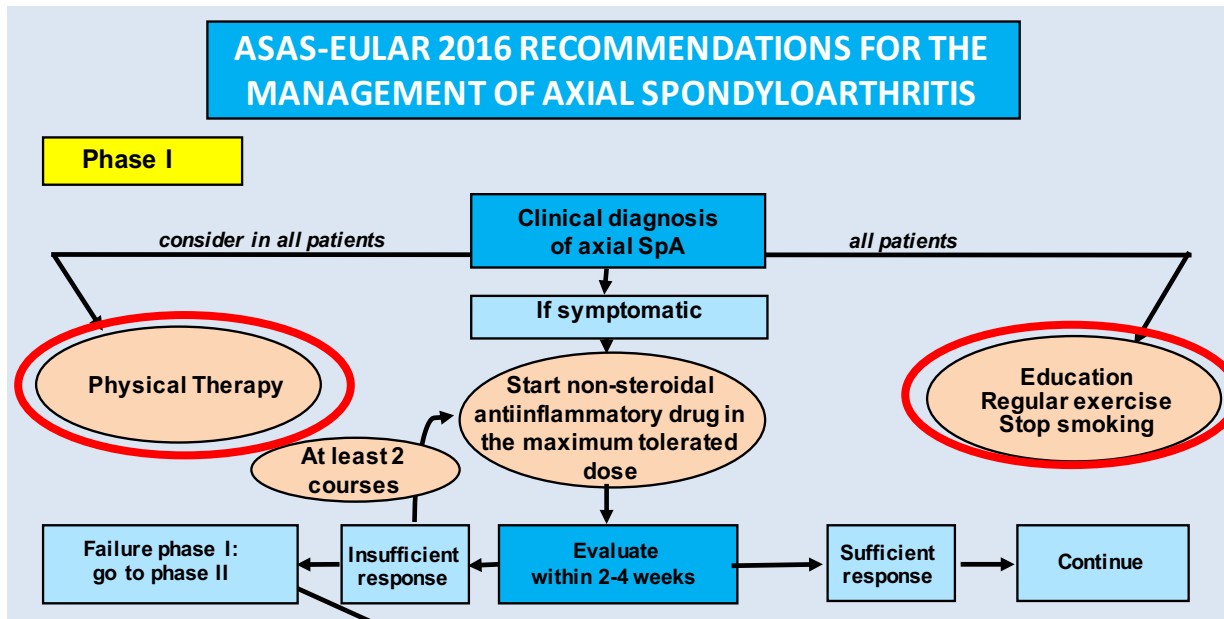 ASAS-EULAR 2016 RECOMMENDATIONS FOR THE
MANAGEMENT OF AXIAL SPONDYLOARTHRITIS
Phase I
Clinical diagnosis
of axial SpA
consider in all patients
all patients
If symptomatic
Physical Therapy
Start non-steroidal
antiinflammatory drug in
the maximum tolerated
dose
Education
Regular exercise
Stop smoking
At least 2
courses
Failure phase I:
go to phase II
Insufficient
response
Evaluate
within 2-4 weeks
Sufficient
response
Continue